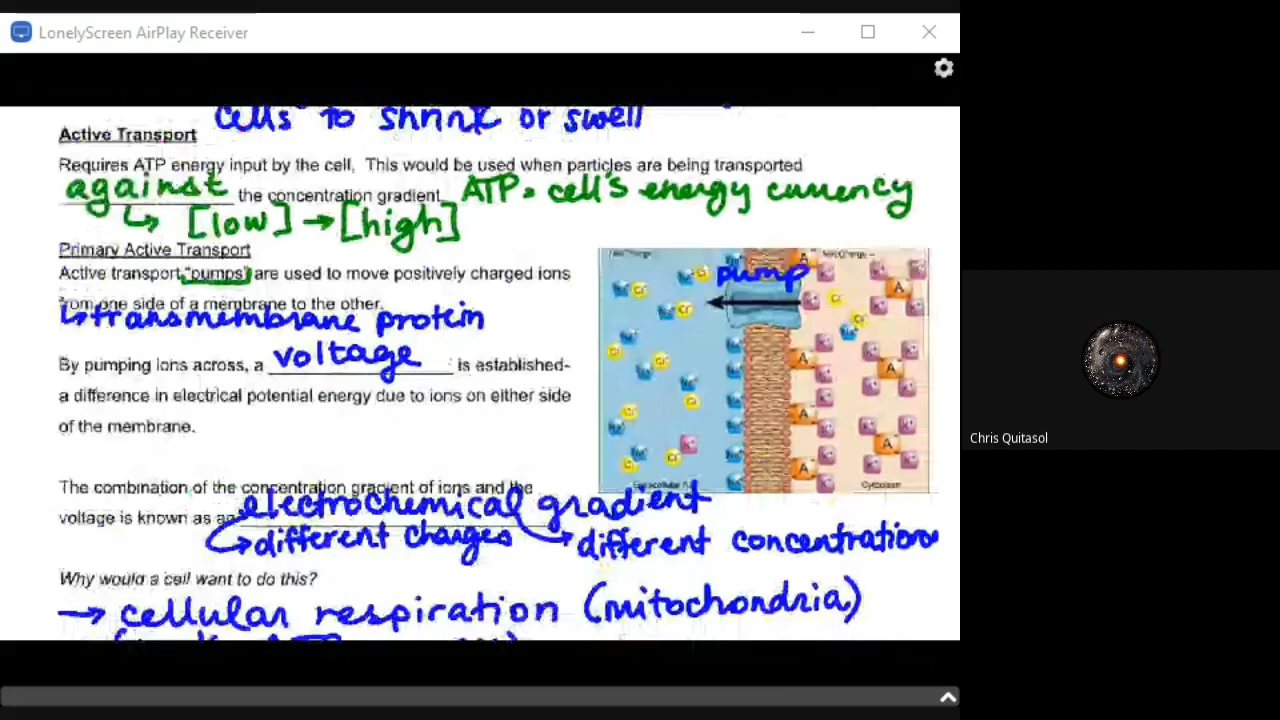 LonelyScreen AirPlay Receiver
cells to shrink or swell
Active Transport
Requires ATP energy input by the cell, This would be used when particles are being transported
against the concentration gradient. ATP = cell's energy currency
↳ [low] → [high]
Primary Active Transport
Active transport "pumps" are used to move positively charged ions
from one side of a membrane to the other.
↳ transmembrane protein
By pumping ions across, a voltage is established-
a difference in electrical potential energy due to ions on either side
of the membrane.
pump
The combination of the concentration gradient of ions and the
voltage is known as an electrochemical gradient
↳ different charges → different concentrations
Why would a cell want to do this?
→ cellular respiration (mitochondria)
Cytoplasm
Chris Quitasol